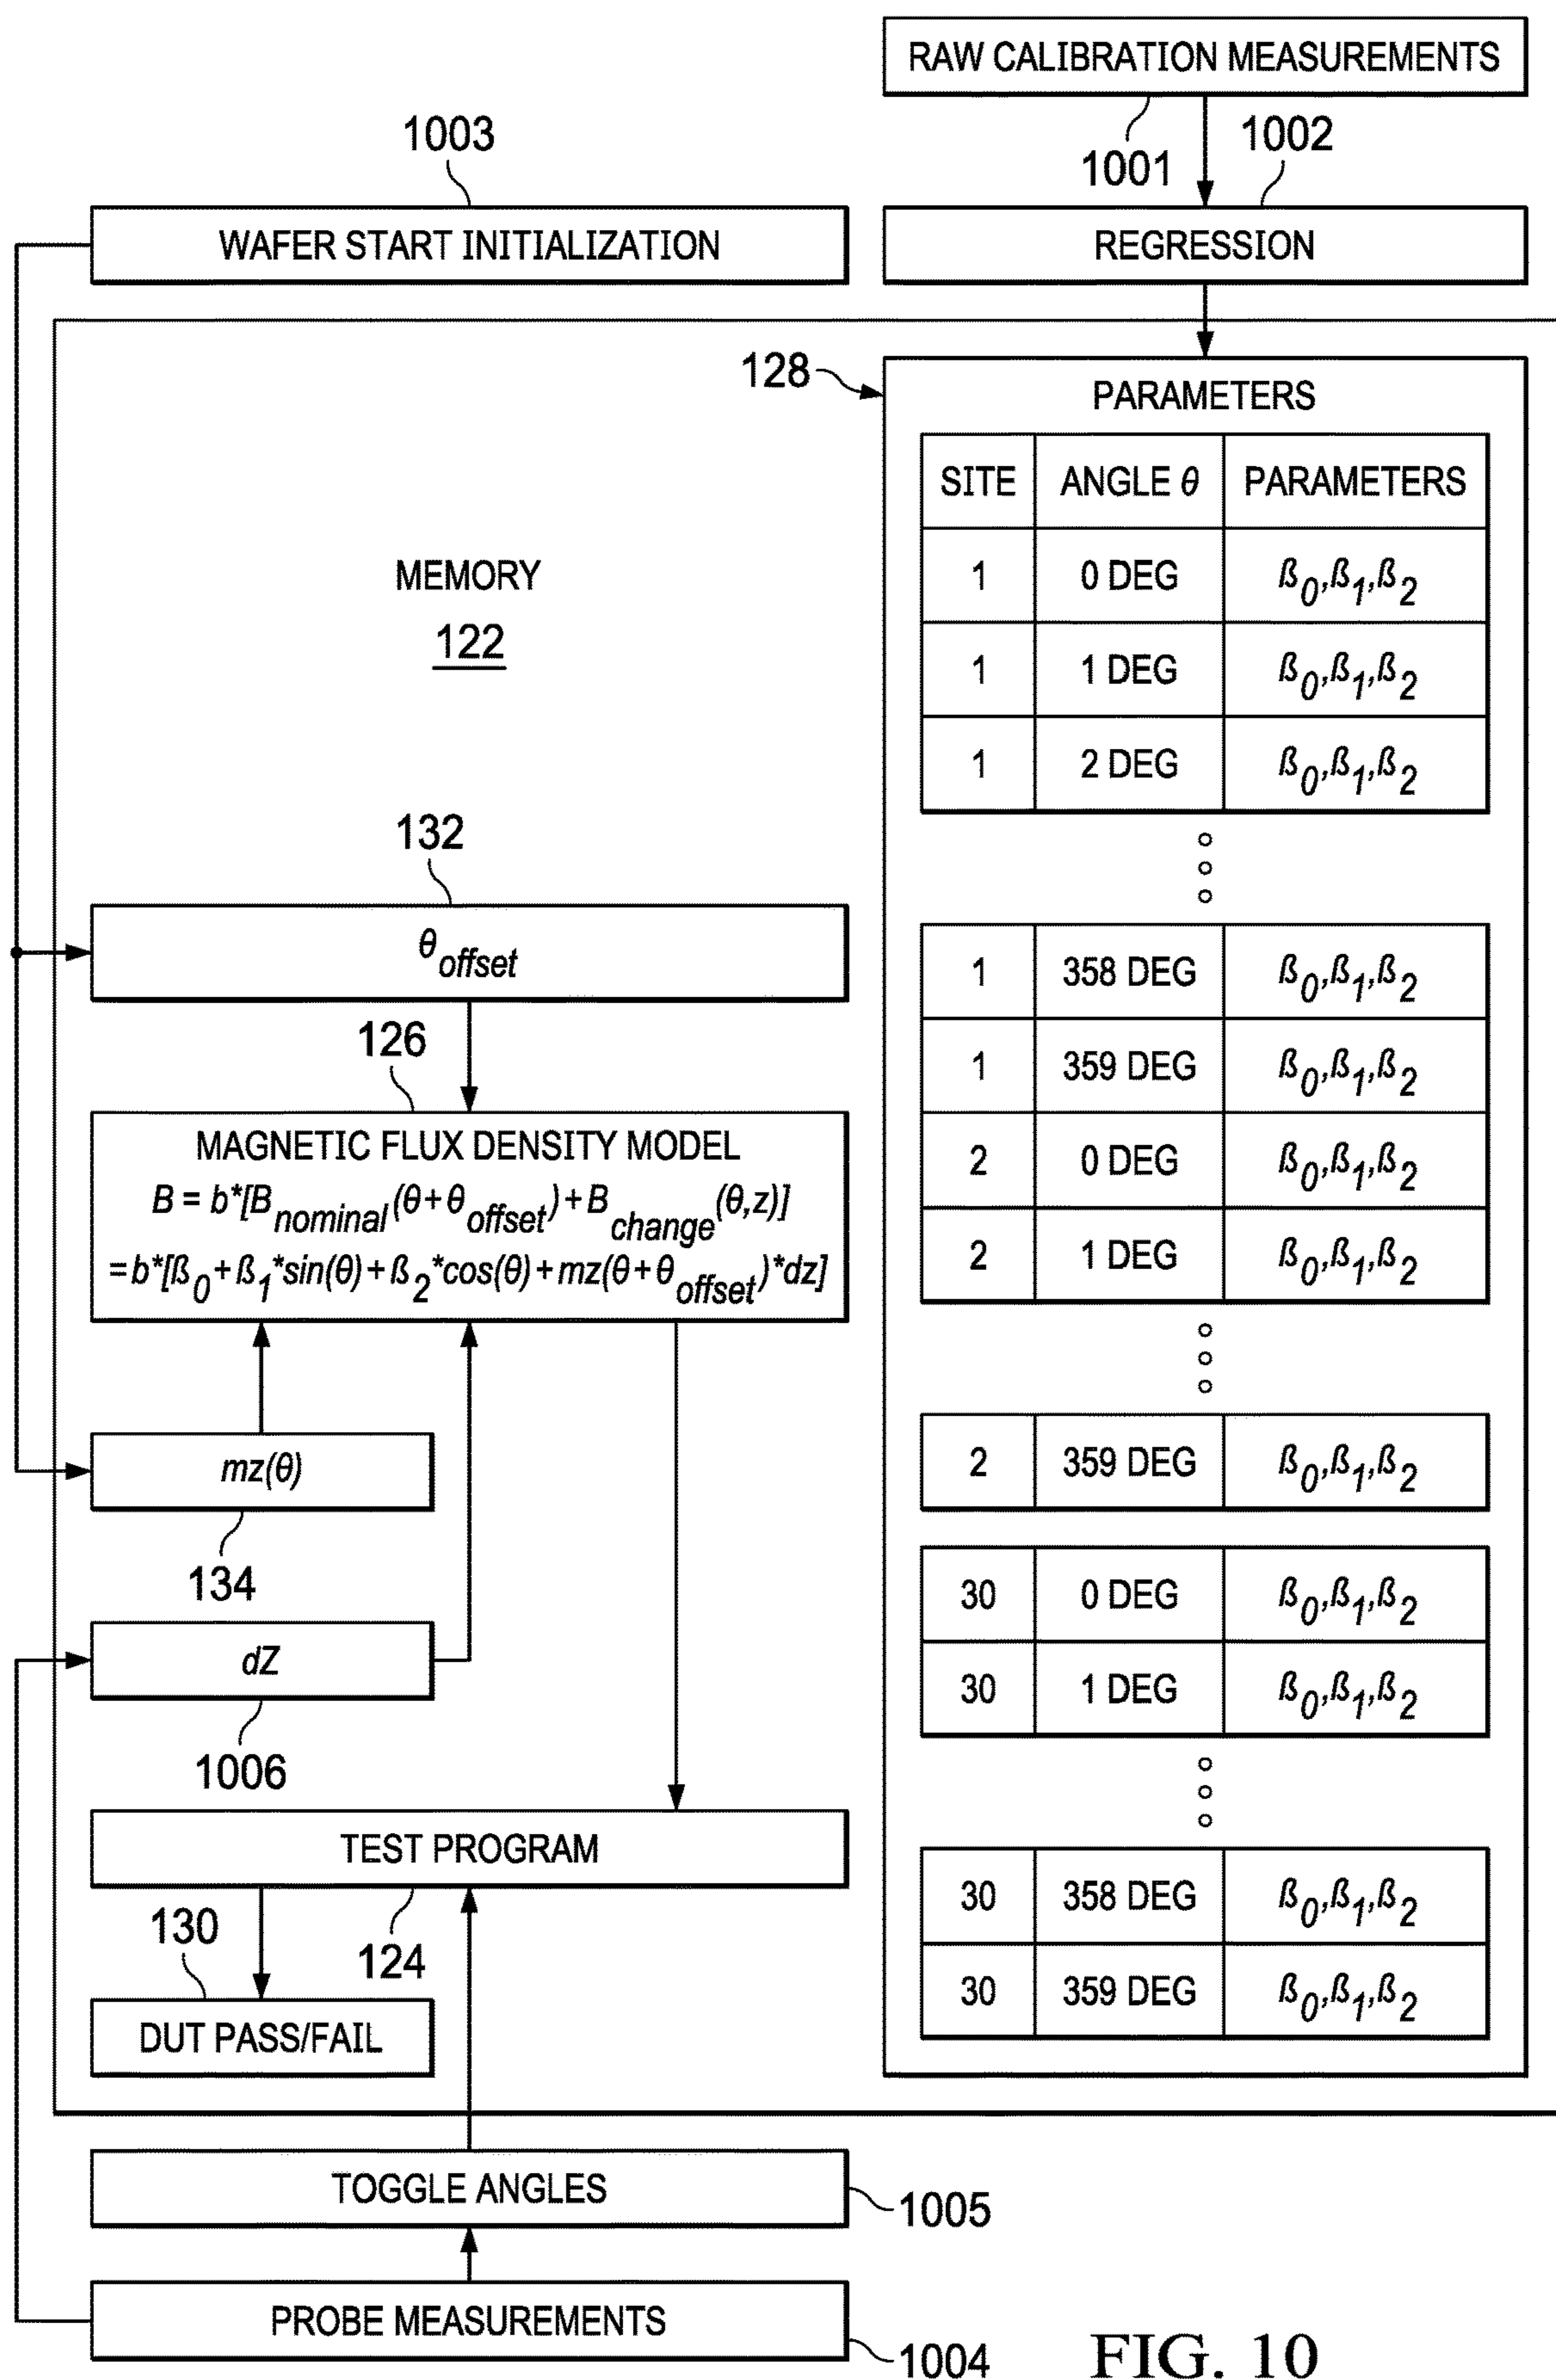 RAW CALIBRATION MEASUREMENTS
1001
1002
1003
WAFER START INITIALIZATION
REGRESSION
128
PARAMETERS
SITE ANGLE θ PARAMETERS
1 0 DEG ß0,ß1,ß2
1 1 DEG ß0,ß1,ß2
1 2 DEG ß0,ß1,ß2
1 358 DEG ß0,ß1,ß2
1 359 DEG ß0,ß1,ß2
2 0 DEG ß0,ß1,ß2
2 1 DEG ß0,ß1,ß2
2 359 DEG ß0,ß1,ß2
30 0 DEG ß0,ß1,ß2
30 1 DEG ß0,ß1,ß2
30 358 DEG ß0,ß1,ß2
30 359 DEG ß0,ß1,ß2
MEMORY
122
132
θoffset
126
MAGNETIC FLUX DENSITY MODEL
B = b*[Bnominal(θ+θoffset)+Bchange(θ,z)]
=b*[ß0+ß1*sin(θ)+ß2*cos(θ)+mz(θ+θoffset)*dz]
mz(θ)
134
dZ
1006
TEST PROGRAM
130
124
DUT PASS/FAIL
TOGGLE ANGLES
1005
PROBE MEASUREMENTS
1004
FIG. 10